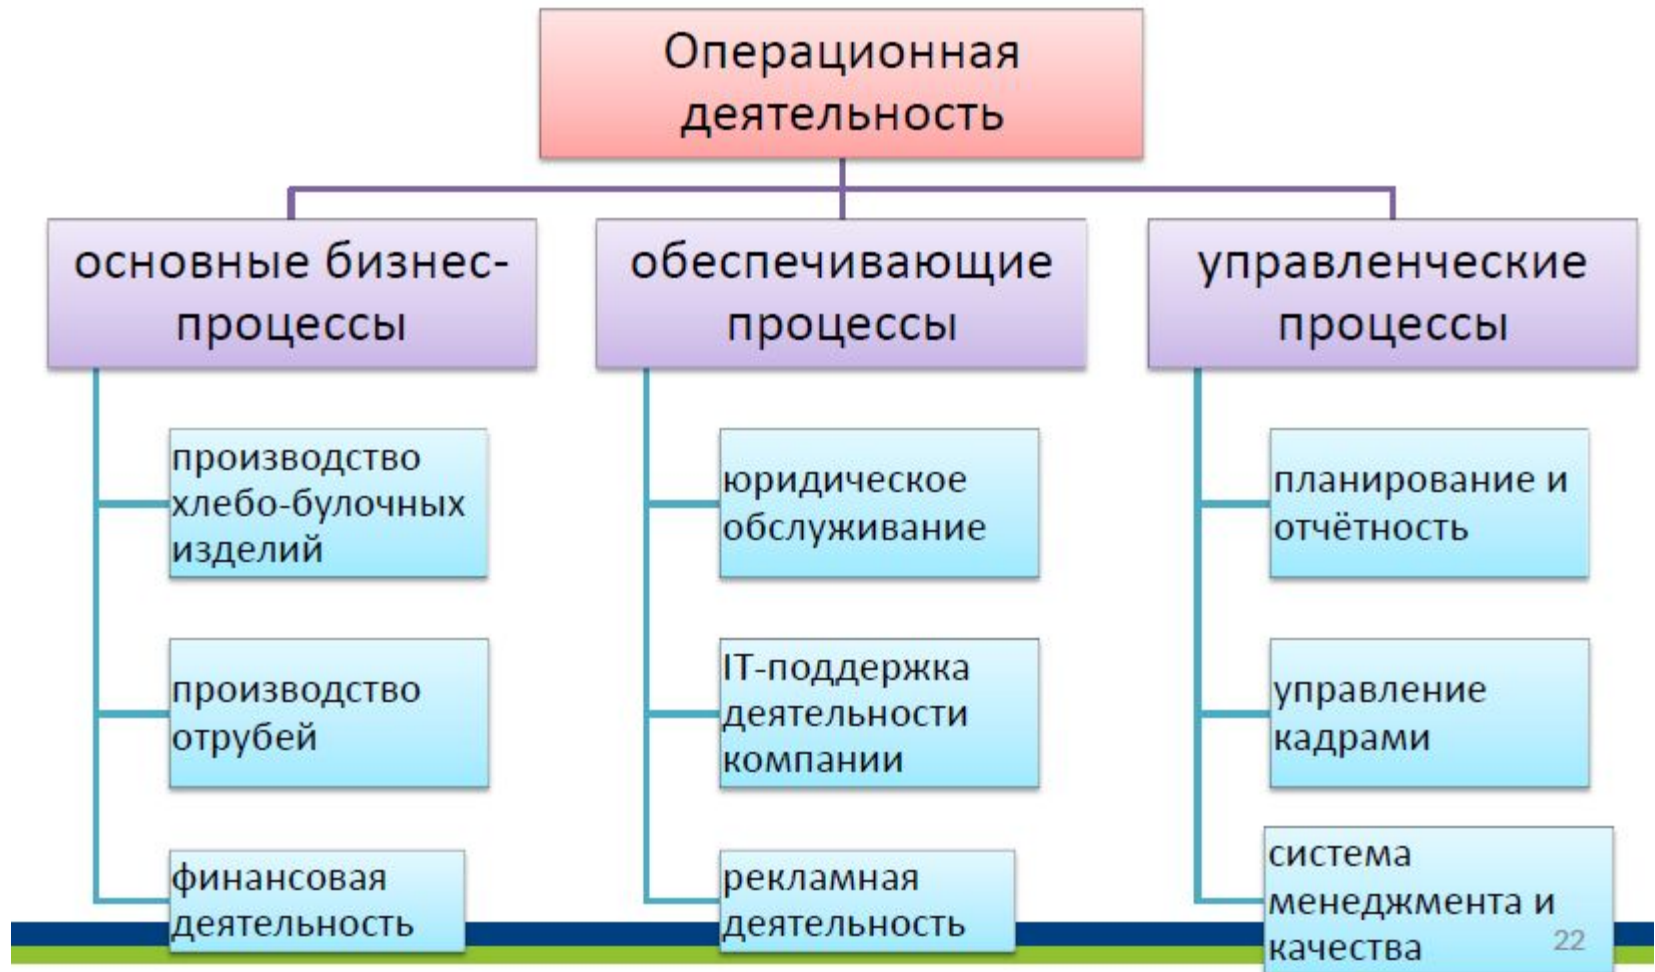 Операционная
деятельность
основные бизнес-
процессы
производство
хлебо-булочных
изделий
производство
отрубей
финансовая
деятельность
обеспечивающие
процессы
юридическое
обслуживание
IT-поддержка
деятельности
компании
рекламная
деятельность
управленческие
процессы
планирование и
отчётность
управление
кадрами
система
менеджмента и
качества
22